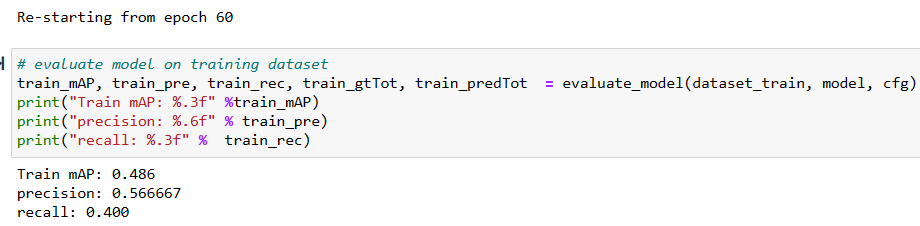 Re-starting from epoch 60
# evaluate model on training dataset
train_mAP, train_pre, train_rec, train_gtTot, train_predTot  = evaluate_model(dataset_train, model, cfg)
print("Train mAP: %.3f" %train_mAP)
print("precision: %.6f" % train_pre)
print("recall: %.3f" %  train_rec)
Train mAP: 0.486
precision: 0.566667
recall: 0.400